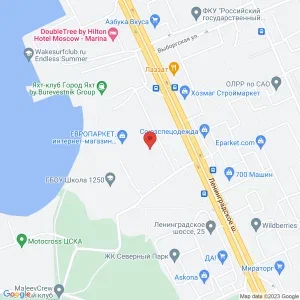 Азбука Вкуса
ФКУ "Российский
государственный...
DoubleTree by Hilton
Hotel Moscow - Marina
Выборгская ул.
Wakesurfclub.ru
Endless Summer
Лаззат
ОЛРР по САО
Яхт-клуб Город Яхт
by Burevestnik Group
Хозмаг Строймаркет
ЕВРОПАРКЕТ.
интернет-магазин...
Союзспецодежда
Eparket.com
ГБОУ Школа 1250
700 Машин
Ленинградское ш.
Ленинградское
шоссе, 25
Wildberries
Motocross ЦСКА
ЖК Северный Парк
ДА!
Мираторг
Askona
MaleevCrew
Google
Map data ©2023 Google